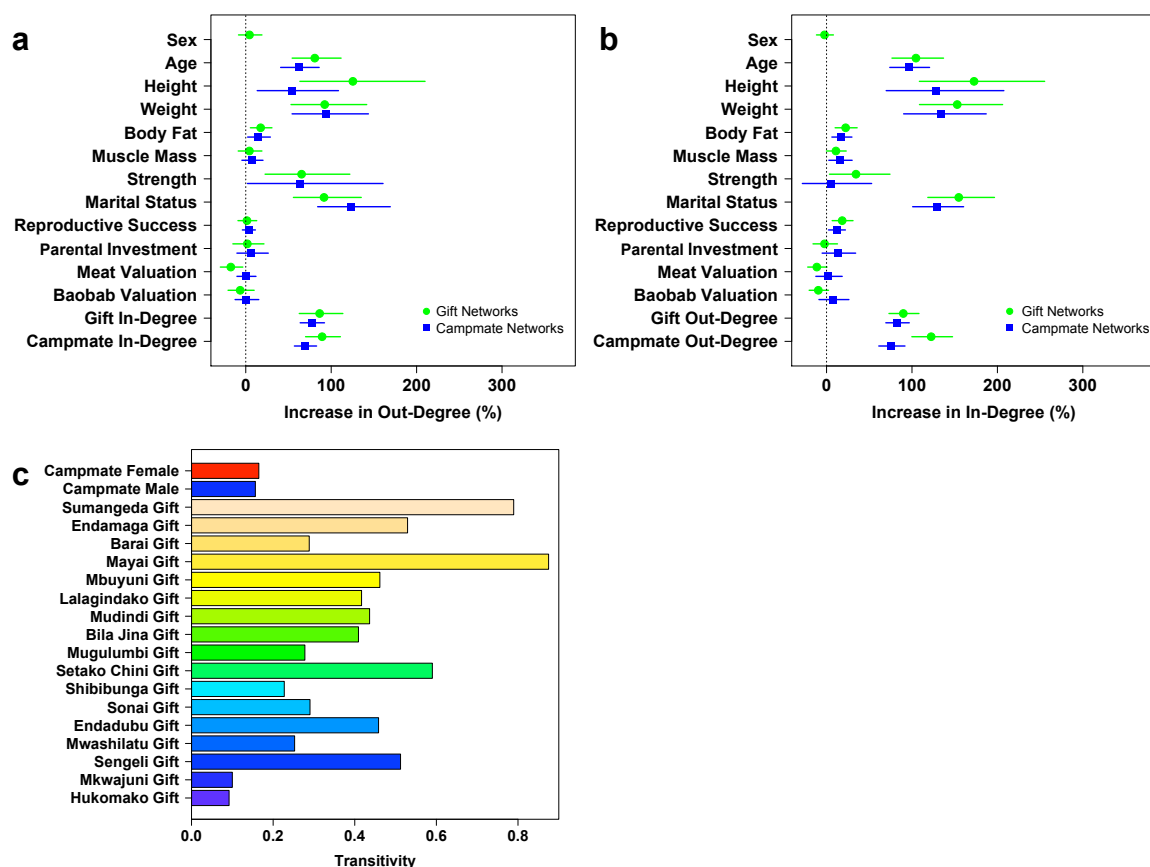 a
Sex
Age
Height
Weight
Body Fat
Muscle Mass
Strength
Marital Status
Reproductive Success
Parental Investment
Meat Valuation
Baobab Valuation
Gift In-Degree
Campmate In-Degree
Gift Networks
Campmate Networks
0 100 200 300
Increase in Out-Degree (%)
b
Sex
Age
Height
Weight
Body Fat
Muscle Mass
Strength
Marital Status
Reproductive Success
Parental Investment
Meat Valuation
Baobab Valuation
Gift Out-Degree
Campmate Out-Degree
Gift Networks
Campmate Networks
0 100 200 300
Increase in In-Degree (%)
c
Campmate Female
Campmate Male
Sumangeda Gift
Endamaga Gift
Barai Gift
Mayai Gift
Mbuyuni Gift
Lalagindako Gift
Mudindi Gift
Bila Jina Gift
Mugulumbi Gift
Setako Chini Gift
Shibibunga Gift
Sonai Gift
Endadubu Gift
Mwashilatu Gift
Sengeli Gift
Mkwajuni Gift
Hukomako Gift
0.0 0.2 0.4 0.6 0.8
Transitivity